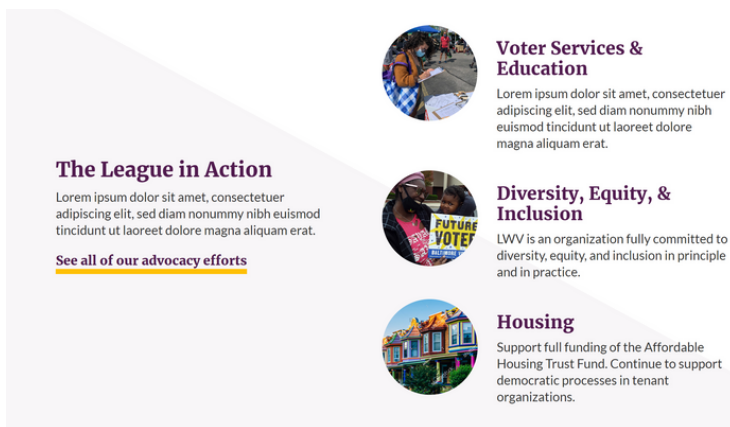 The League in Action
Lorem ipsum dolor sit amet, consectetuer
adipiscing elit, sed diam nonummy nibh euismod
tincidunt ut laoreet dolore magna aliquam erat.
See all of our advocacy efforts
Voter Services &
Education
Lorem ipsum dolor sit amet, consectetuer
adipiscing elit, sed diam nonummy nibh
euismod tincidunt ut laoreet dolore
magna aliquam erat.
FUTURE
VOTER
Diversity, Equity, &
Inclusion
LWV is an organization fully committed to
diversity, equity, and inclusion in principle
and in practice.
Housing
Support full funding of the Affordable
Housing Trust Fund. Continue to support
democratic processes in tenant
organizations.